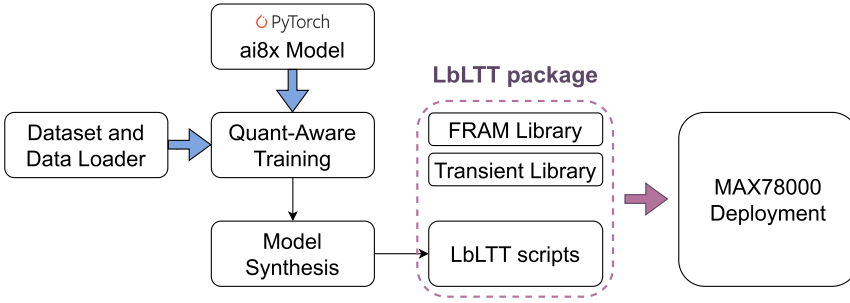 PyTorch
ai8x Model
LbLTT package
Dataset and
Data Loader
Quant-Aware
Training
FRAM Library
Transient Library
MAX78000
Deployment
Model
Synthesis
LbLTT scripts